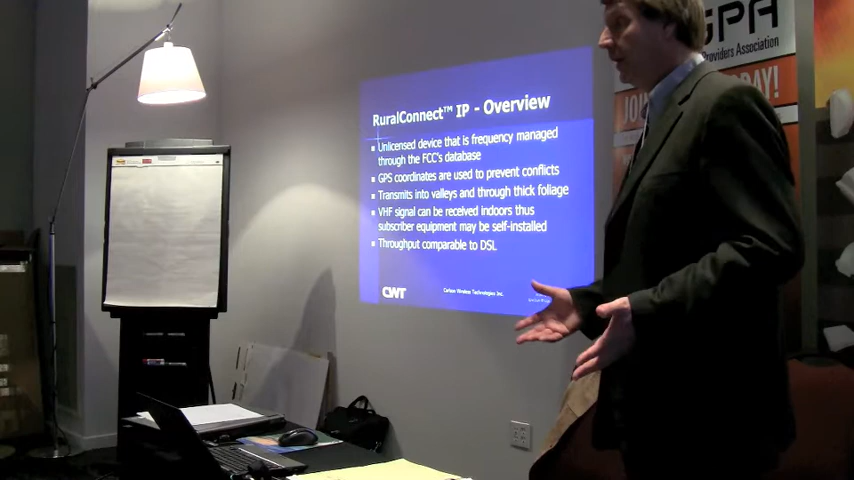 RuralConnect™ IP - Overview
▪ Unlicensed device that is frequency managed
through the FCC's database
▪ GPS coordinates are used to prevent conflicts
▪ Transmits into valleys and through thick foliage
▪ VHF signal can be received indoors thus
subscriber equipment may be self-installed
▪ Throughput comparable to DSL
CWT
Carlson Wireless Technologies Inc.
GPA
Providers Association
JOI
DAY!